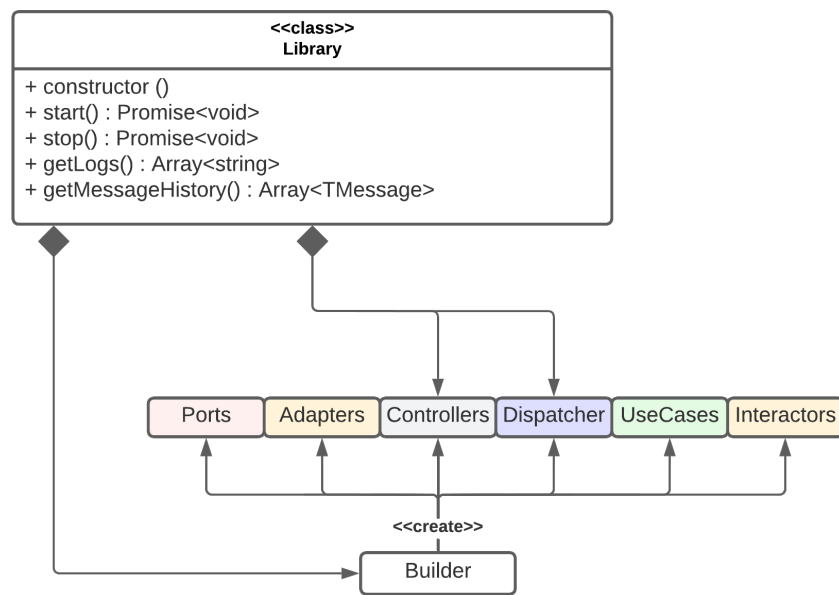 <<class>>
Library
+ constructor ()
+ start() : Promise<void>
+ stop() : Promise<void>
+ getLogs() : Array<string>
+ getMessageHistory() : Array<TMessage>
Ports
Adapters
Controllers
Dispatcher
UseCases
Interactors
<<create>>
Builder